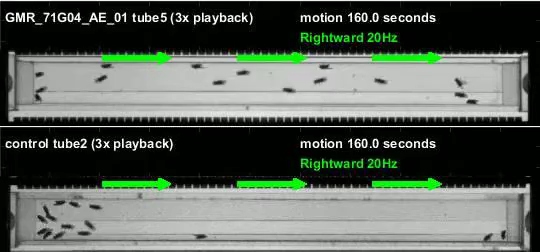 GMR_71G04_AE_01 tube5 (3x playback) motion 160.0 seconds
Rightward 20Hz
control tube2 (3x playback) motion 160.0 seconds
Rightward 20Hz